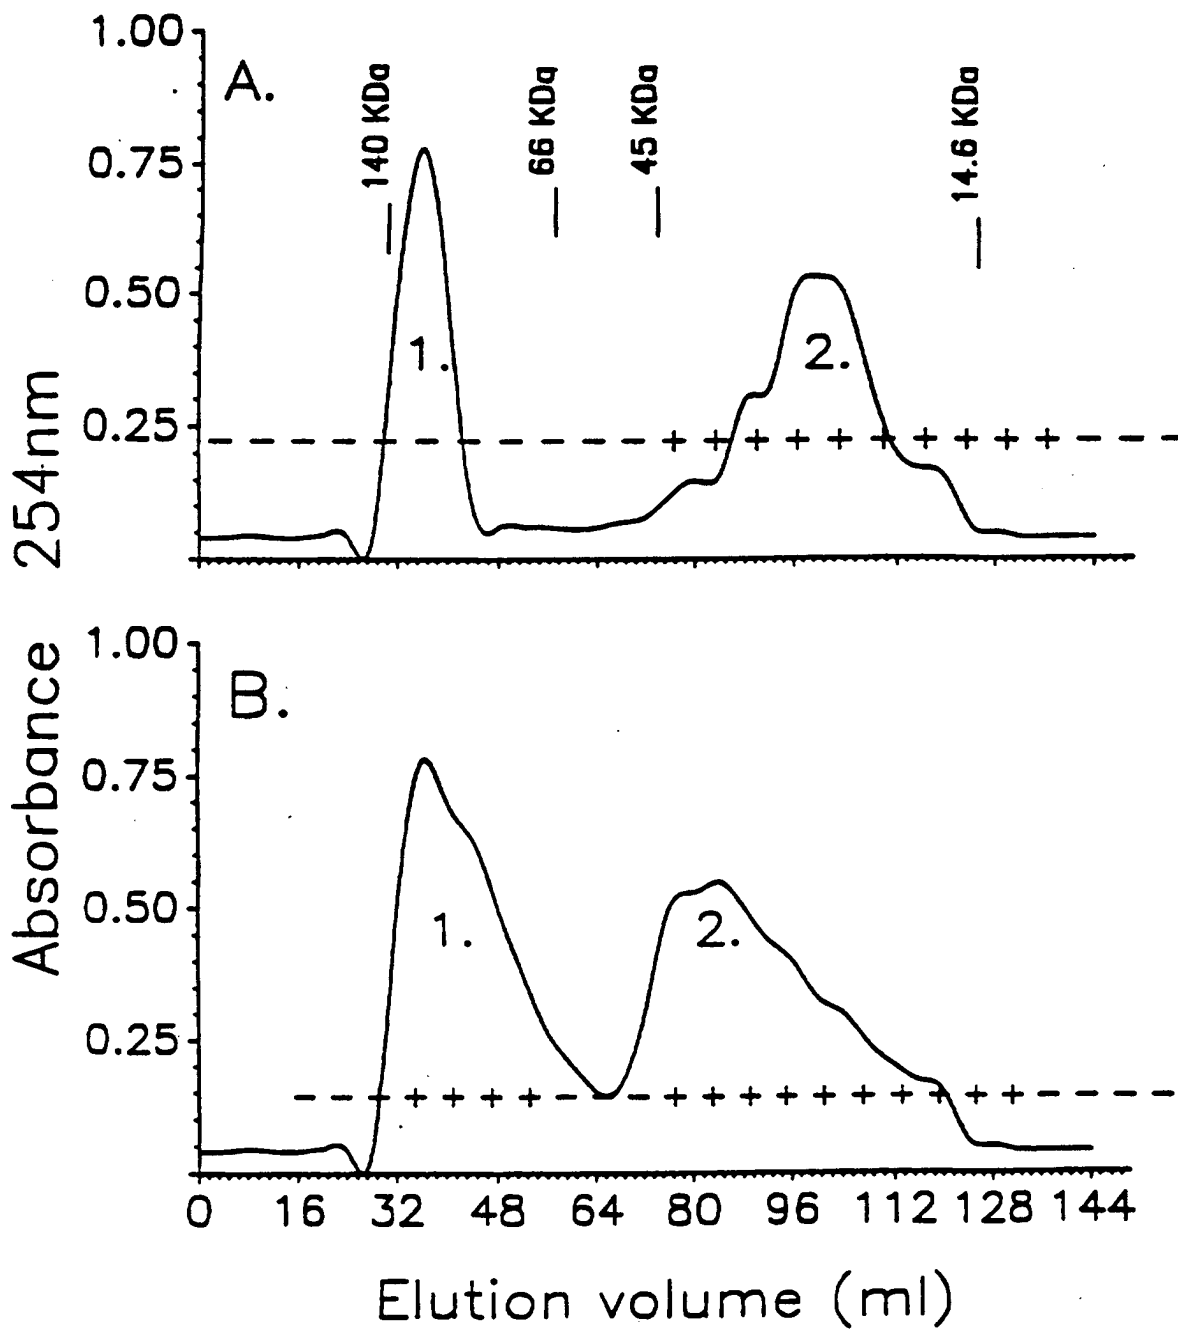 1.00
A.
140 KDa
66 KDa
45 KDa
14.6 KDa
0.75
0.50
1.
2.
0.25
- - - - - - - - - - - - + + + + + + + + + + - - -
Absorbance 254nm
1.00
B.
0.75
0.50
1.
2.
0.25
- - + + + + + - - - + + + + + + + + + + - - - -
0 16 32 48 64 80 96 112 128 144
Elution volume (ml)